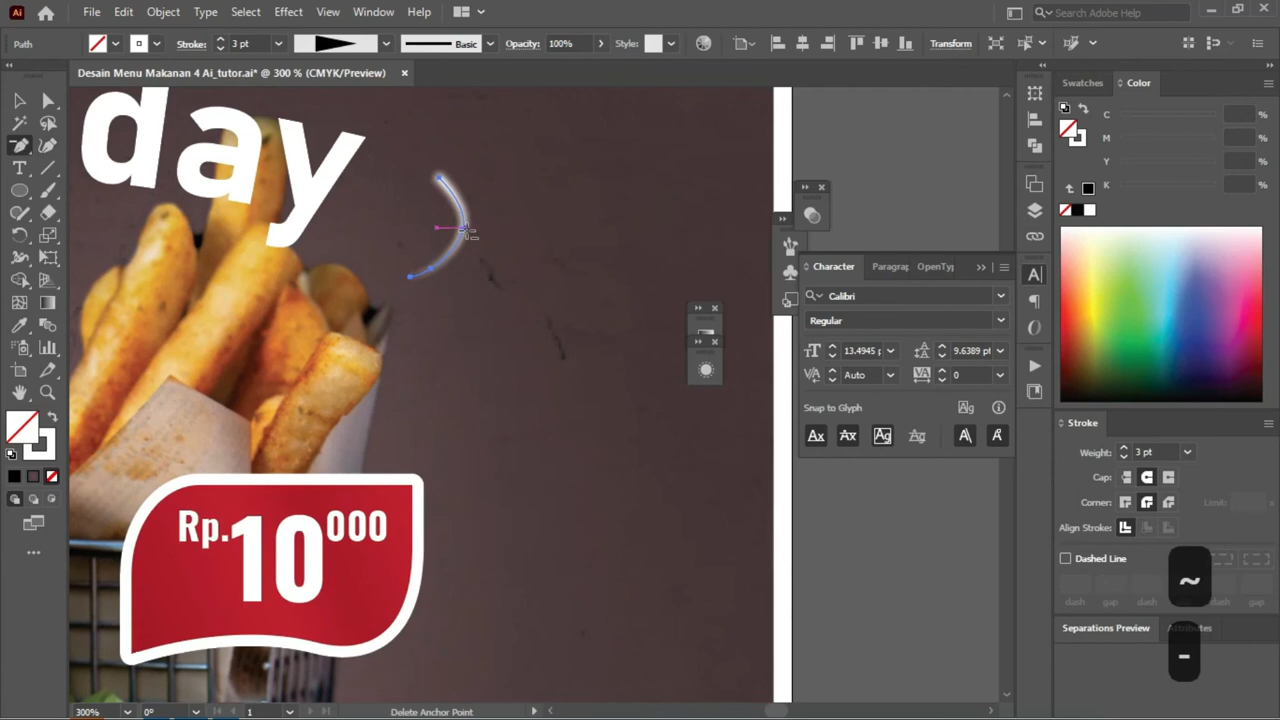 Ai
File
Edit
Object
Type
Select
Effect
View
Window
Help
Search Adobe Help
Path
Stroke:
3 pt
Basic
Opacity:
100%
Style:
Transform
Desain Menu Makanan 4 Ai_tutor.ai* @ 300 % (CMYK/Preview)
day
Rp.10000
Swatches
Color
C
%
M
%
Y
%
K
%
Character
Paragrap
OpenTyp
Calibri
Regular
13.4945 p
9.6389 pt
Auto
0
Snap to Glyph
Stroke
Weight:
3 pt
Cap:
Corner:
Limit:
Align Stroke:
Dashed Line
dash
gap
dash
gap
Separations Preview
Attributes
~
-
300%
0°
1
Delete Anchor Point